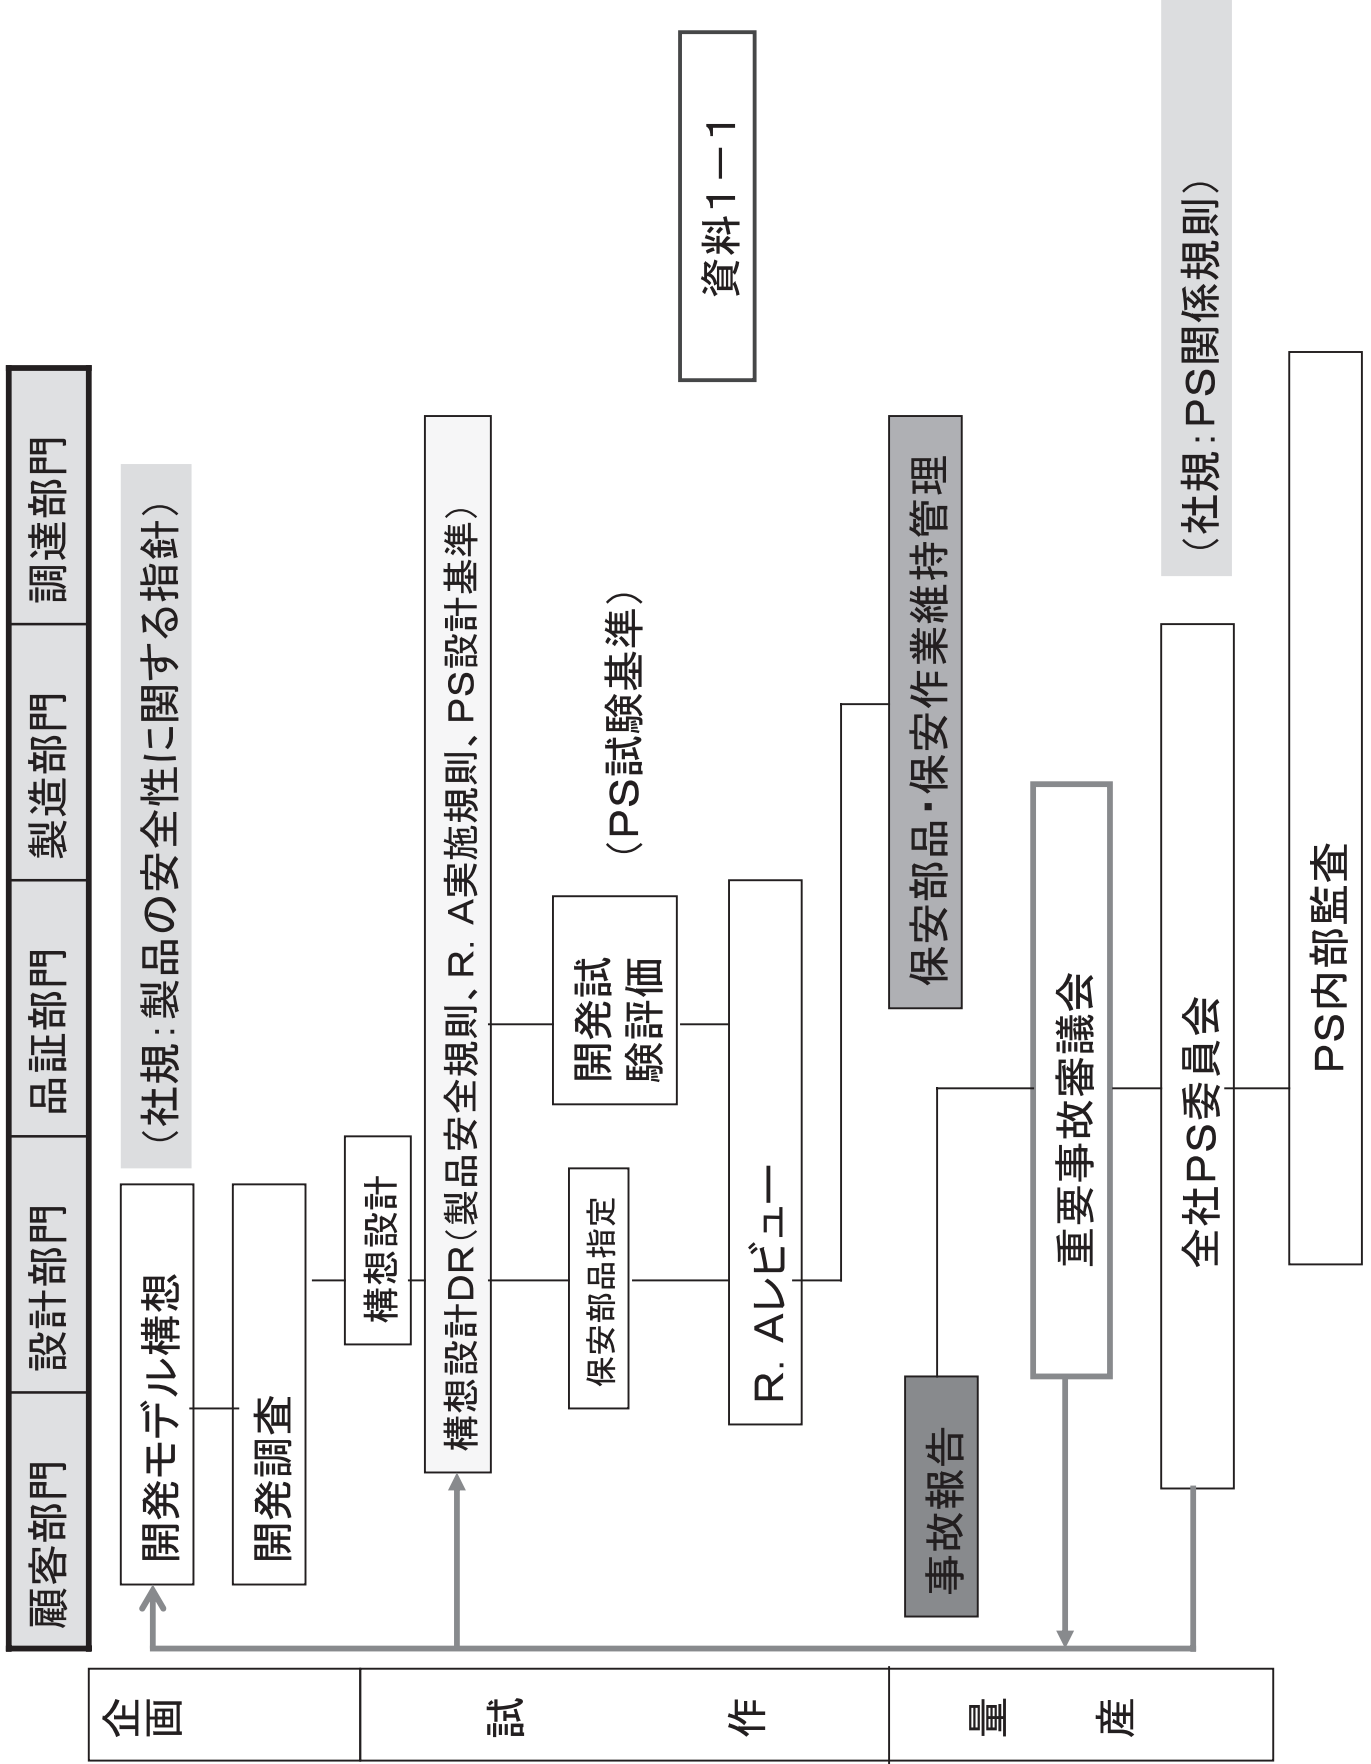 資料１－１
顧客部門
設計部門
品証部門
製造部門
調達部門
企画
開発モデル構想
（社規：製品の安全性に関する指針）
開発調査
構想設計
試
作
構想設計DR（製品安全規則、R．A実施規則、PS設計基準）
開発試
験評価
（PS試験基準）
保安部品指定
R．Aレビュー
保安部品・保安作業維持管理
量
産
事故報告
重要事故審議会
全社PS委員会
（社規：PS関係規則）
PS内部監査